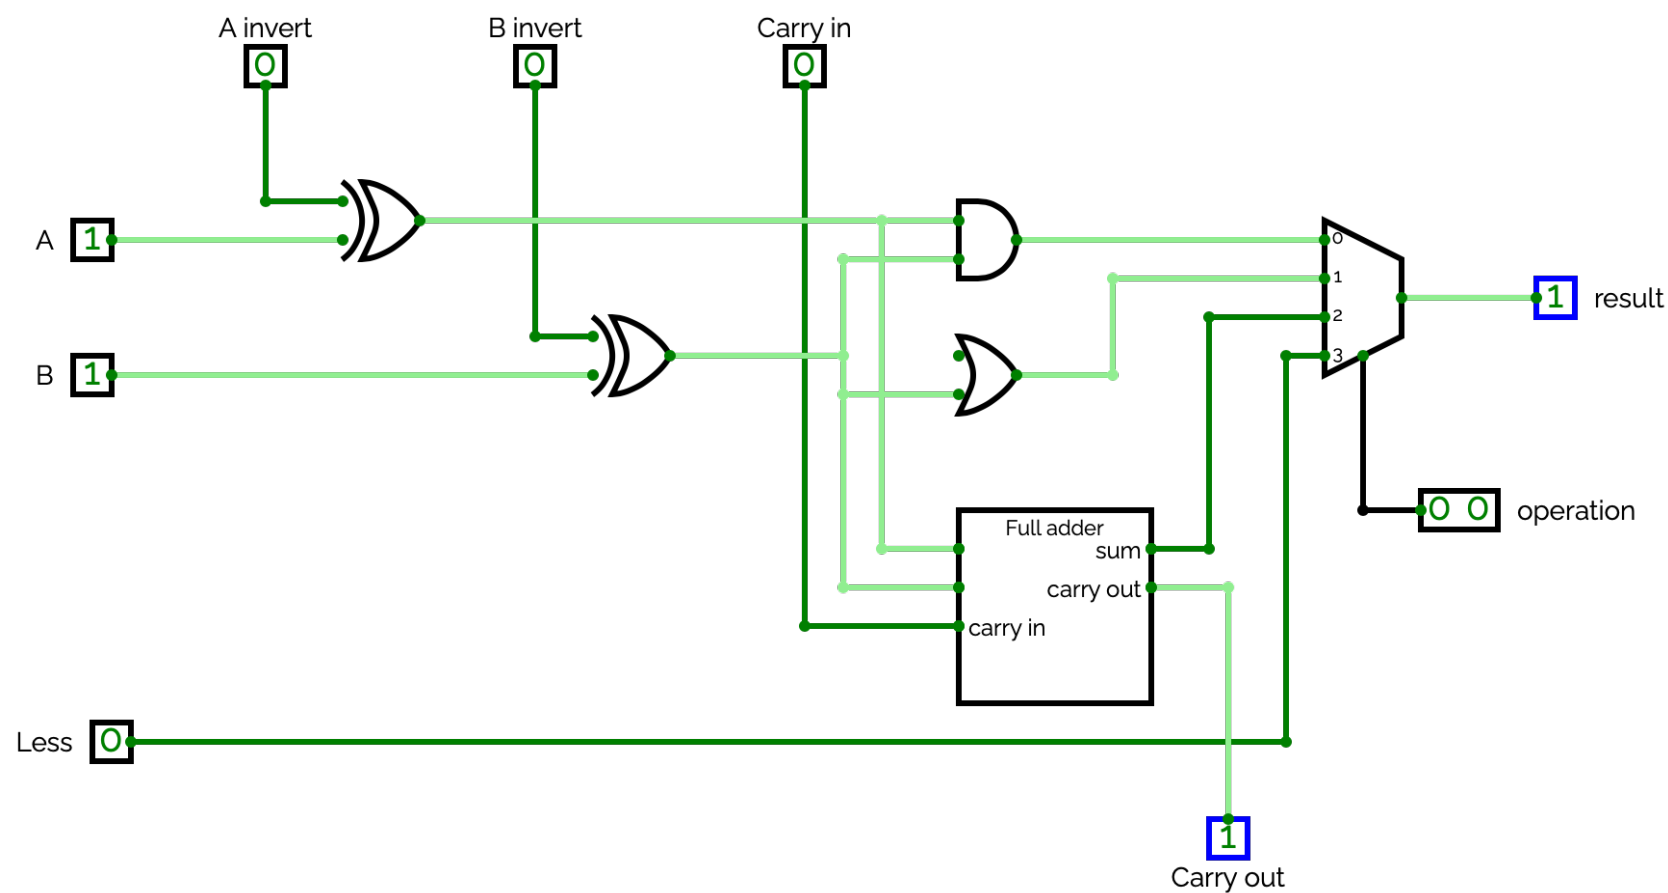 A invert
B invert
Carry in
0
0
0
A
1
0
1
2
3
1
result
B
1
0 0
operation
Full adder
sum
carry out
carry in
Less
0
1
Carry out